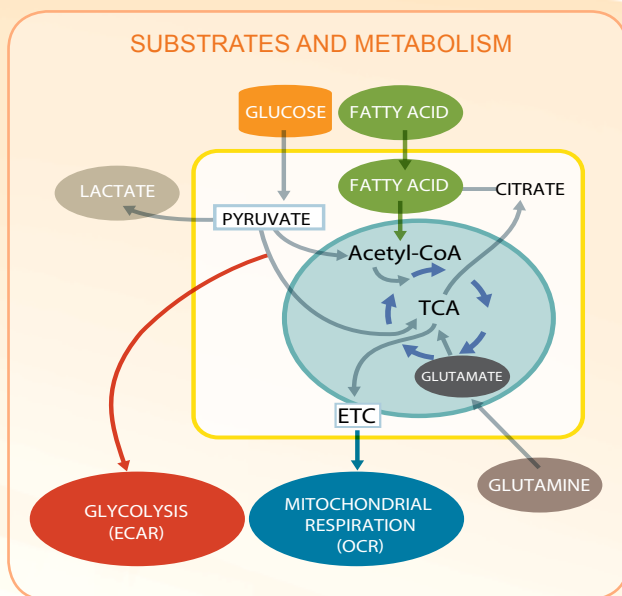 SUBSTRATES AND METABOLISM
GLUCOSE
FATTY ACID
LACTATE
FATTY ACID
CITRATE
PYRUVATE
Acetyl-CoA
TCA
GLUTAMATE
ETC
GLUTAMINE
GLYCOLYSIS
(ECAR)
MITOCHONDRIAL
RESPIRATION
(OCR)